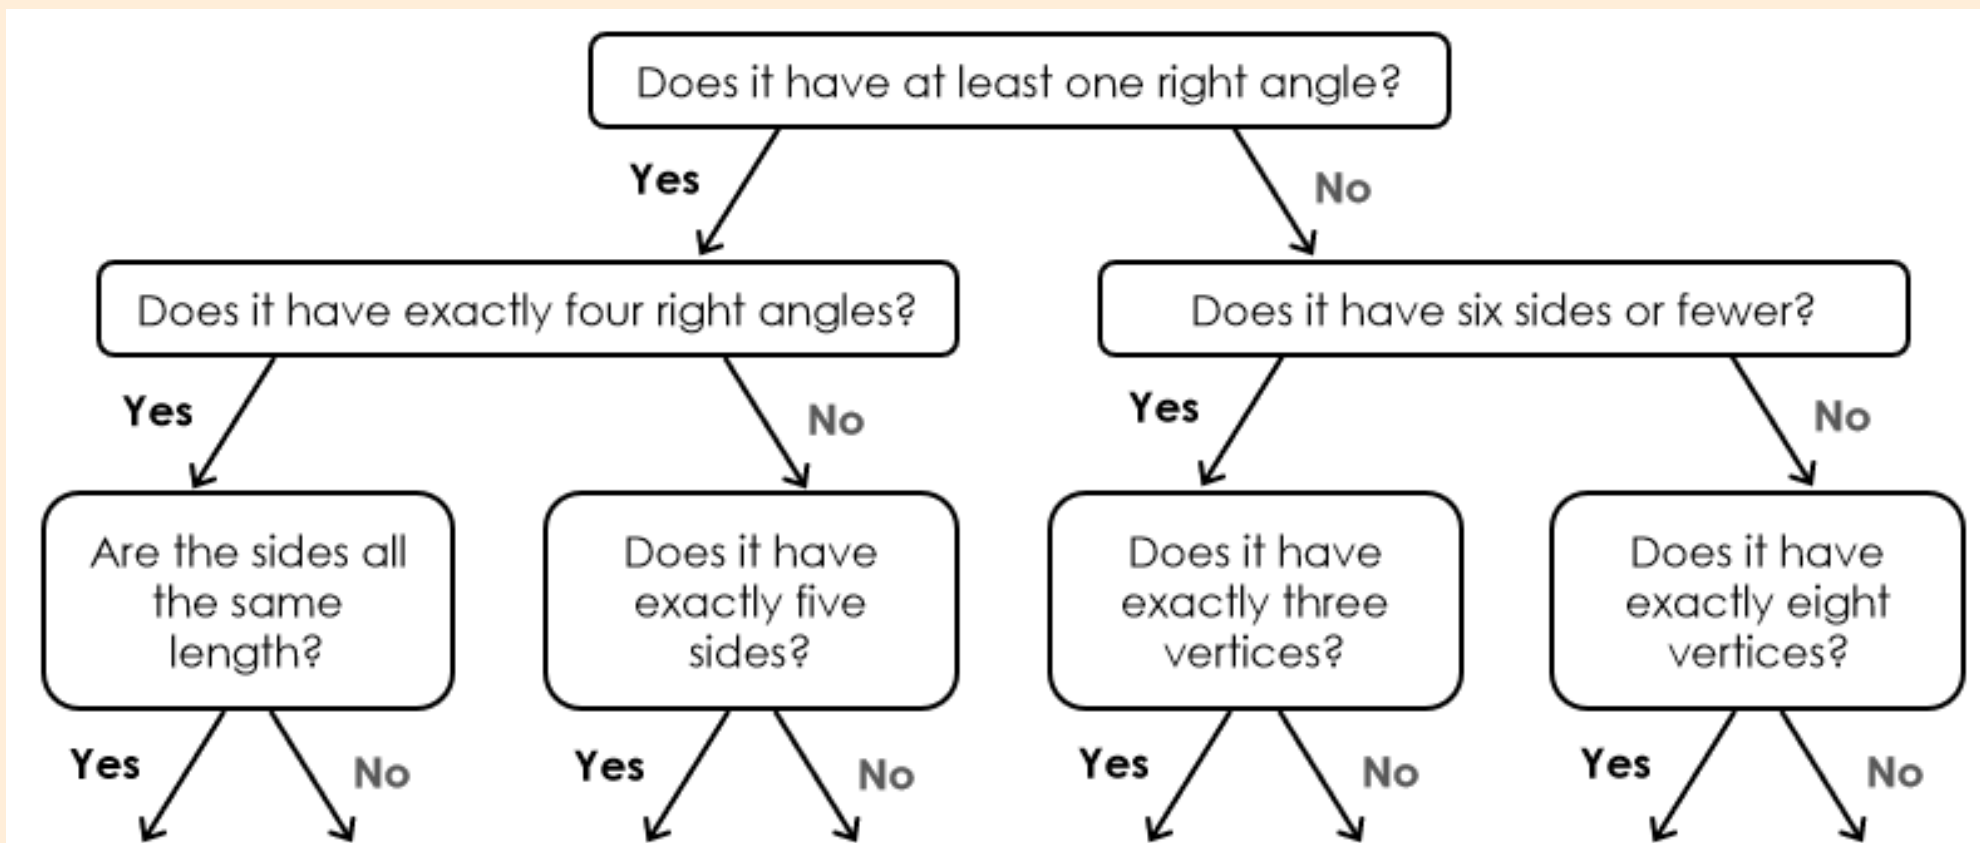 Does it have at least one right angle?
Yes
No
Does it have exactly four right angles?
Does it have six sides or fewer?
Yes
No
Yes
No
Are the sides all
the same
length?
Does it have
exactly five
sides?
Does it have
exactly three
vertices?
Does it have
exactly eight
vertices?
Yes
No
Yes
No
Yes
No
Yes
No